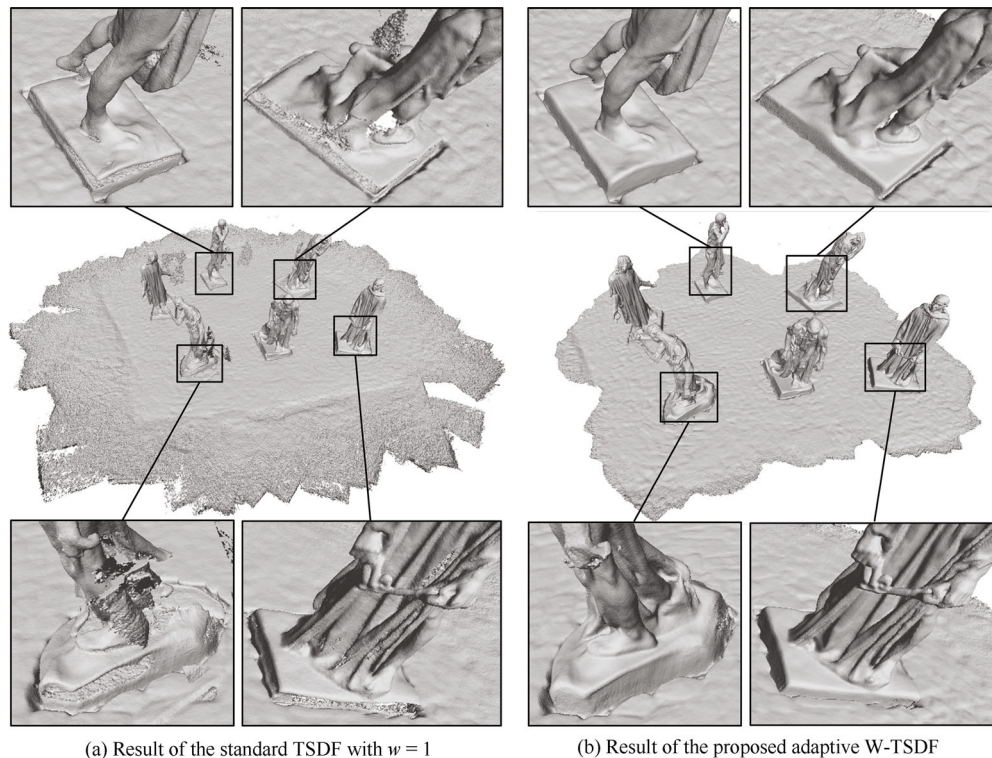 (a) Result of the standard TSDF with w = 1
(b) Result of the proposed adaptive W-TSDF